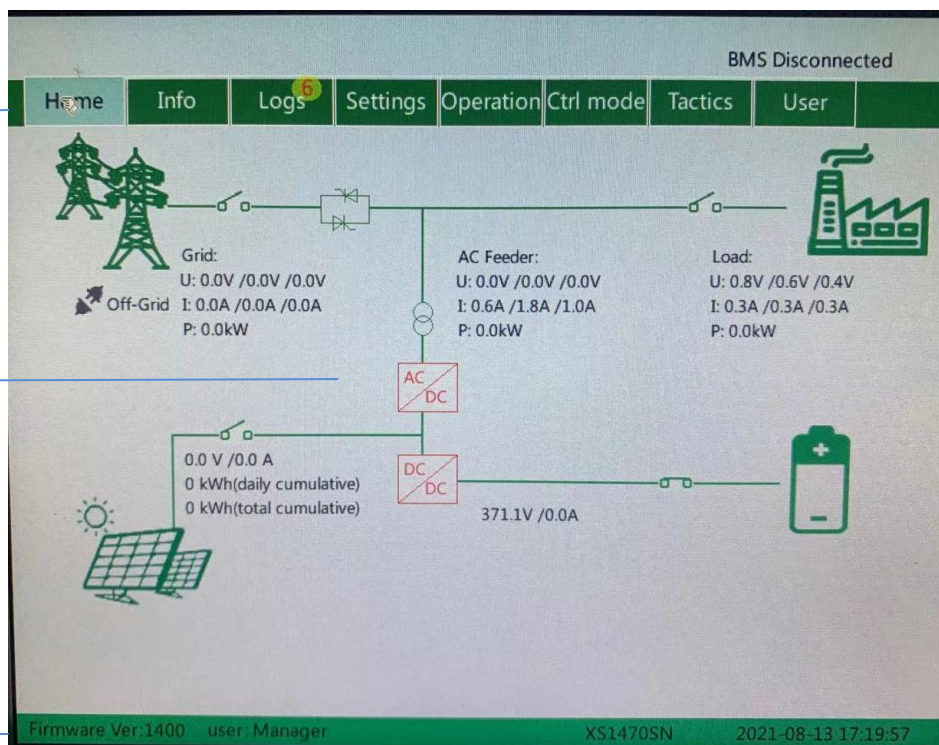 BMS Disconnected
Home Info Logs 6 Settings Operation Ctrl mode Tactics User
Grid:
U: 0.0V /0.0V /0.0V
Off-Grid I: 0.0A /0.0A /0.0A
P: 0.0kW
AC Feeder:
U: 0.0V /0.0V /0.0V
I: 0.6A /1.8A /1.0A
P: 0.0kW
Load:
U: 0.8V /0.6V /0.4V
I: 0.3A /0.3A /0.3A
P: 0.0kW
AC
DC
0.0 V /0.0 A
0 kWh(daily cumulative)
0 kWh(total cumulative)
DC
DC
371.1V /0.0A
Firmware Ver:1400 user: Manager XS1470SN 2021-08-13 17:19:57